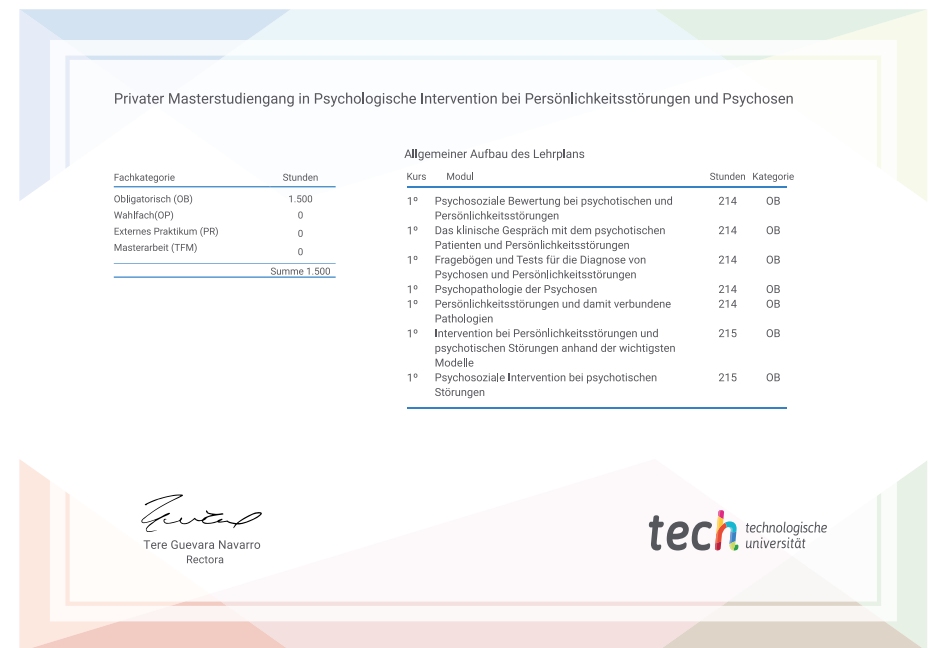 Privater Masterstudiengang in Psychologische Intervention bei Persönlichkeitsstörungen und Psychosen
Fachkategorie Stunden
Obligatorisch (OB) 1.500
Wahlfach(OP) 0
Externes Praktikum (PR) 0
Masterarbeit (TFM) 0
Summe 1.500
Allgemeiner Aufbau des Lehrplans
Kurs Modul Stunden Kategorie
1º Psychosoziale Bewertung bei psychotischen und 214 OB
Persönlichkeitsstörungen
1º Das klinische Gespräch mit dem psychotischen 214 OB
Patienten und Persönlichkeitsstörungen
1º Fragebögen und Tests für die Diagnose von 214 OB
Psychosen und Persönlichkeitsstörungen
1º Psychopathologie der Psychosen 214 OB
1º Persönlichkeitsstörungen und damit verbundene 214 OB
Pathologien
1º Intervention bei Persönlichkeitsstörungen und 215 OB
psychotischen Störungen anhand der wichtigsten
Modelle
1º Psychosoziale Intervention bei psychotischen 215 OB
Störungen
Tere Guevara Navarro
Rectora
tech technologische
universität